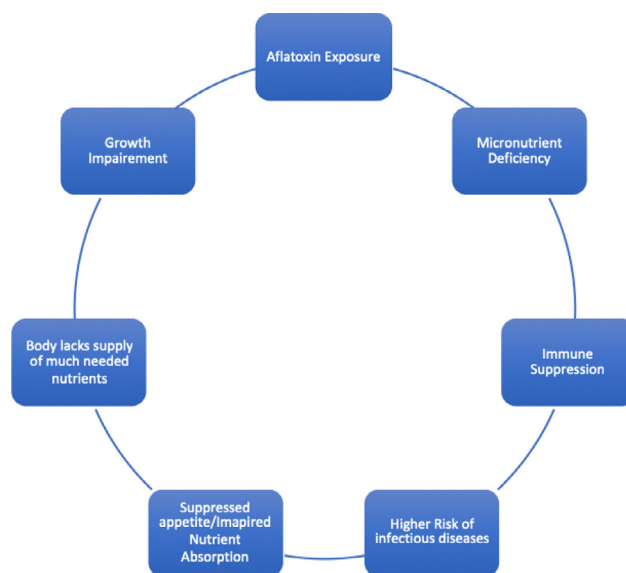 Aflatoxin Exposure
Micronutrient
Deficiency
Immune
Suppression
Higher Risk of
infectious diseases
Suppressed
appetite/Imapired
Nutrient
Absorption
Body lacks supply
of much needed
nutrients
Growth
Impairement